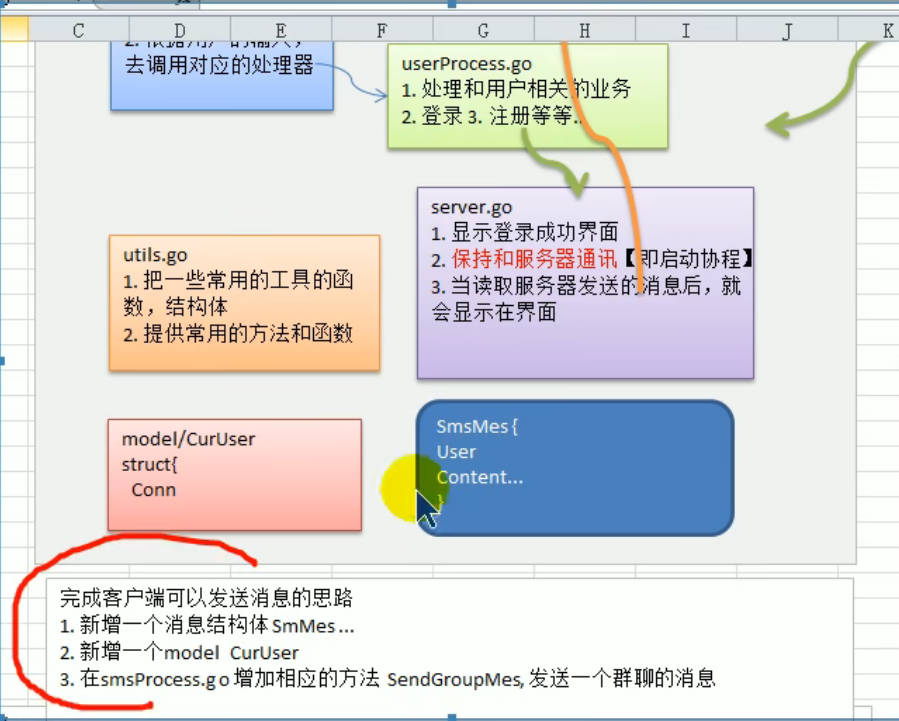 C D E F G H I J K
2. 根据用户的输入，
去调用对应的处理器
userProcess.go
1. 处理和用户相关的业务
2. 登录 3. 注册等等..
server.go
1. 显示登录成功界面
2. 保持和服务器通讯【即启动协程】
3. 当读取服务器发送的消息后，就
会显示在界面
utils.go
1. 把一些常用的工具的函
数，结构体
2. 提供常用的方法和函数
model/CurUser
struct{
Conn
SmsMes {
User
Content...
}
完成客户端可以发送消息的思路
1. 新增一个消息结构体 SmMes ...
2. 新增一个model CurUser
3. 在smsProcess.go 增加相应的方法 SendGroupMes, 发送一个群聊的消息